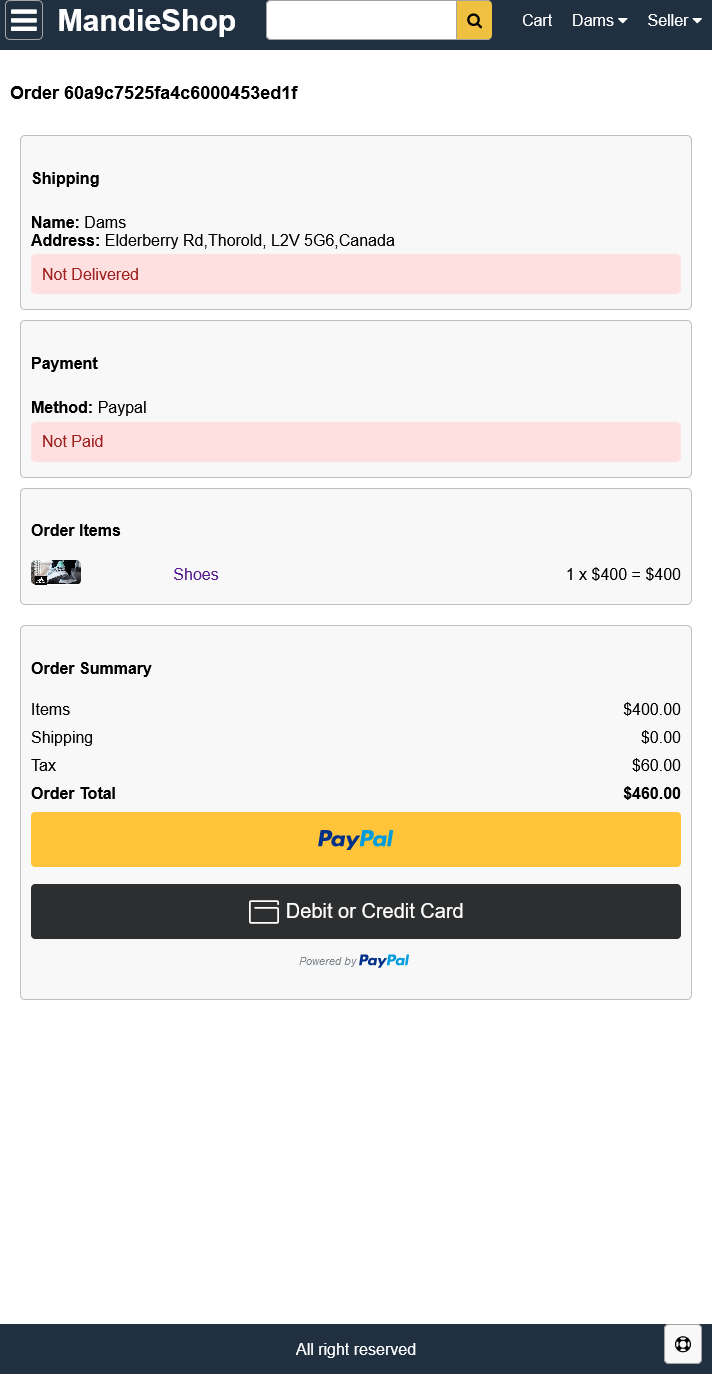 MandieShop
Cart Dams Seller
Order 60a9c7525fa4c6000453ed1f
Shipping
Name: Dams
Address: Elderberry Rd,Thorold, L2V 5G6,Canada
Not Delivered
Payment
Method: Paypal
Not Paid
Order Items
Shoes 1 x $400 = $400
Order Summary
Items $400.00
Shipping $0.00
Tax $60.00
Order Total $460.00
PayPal
Debit or Credit Card
Powered by PayPal
All right reserved